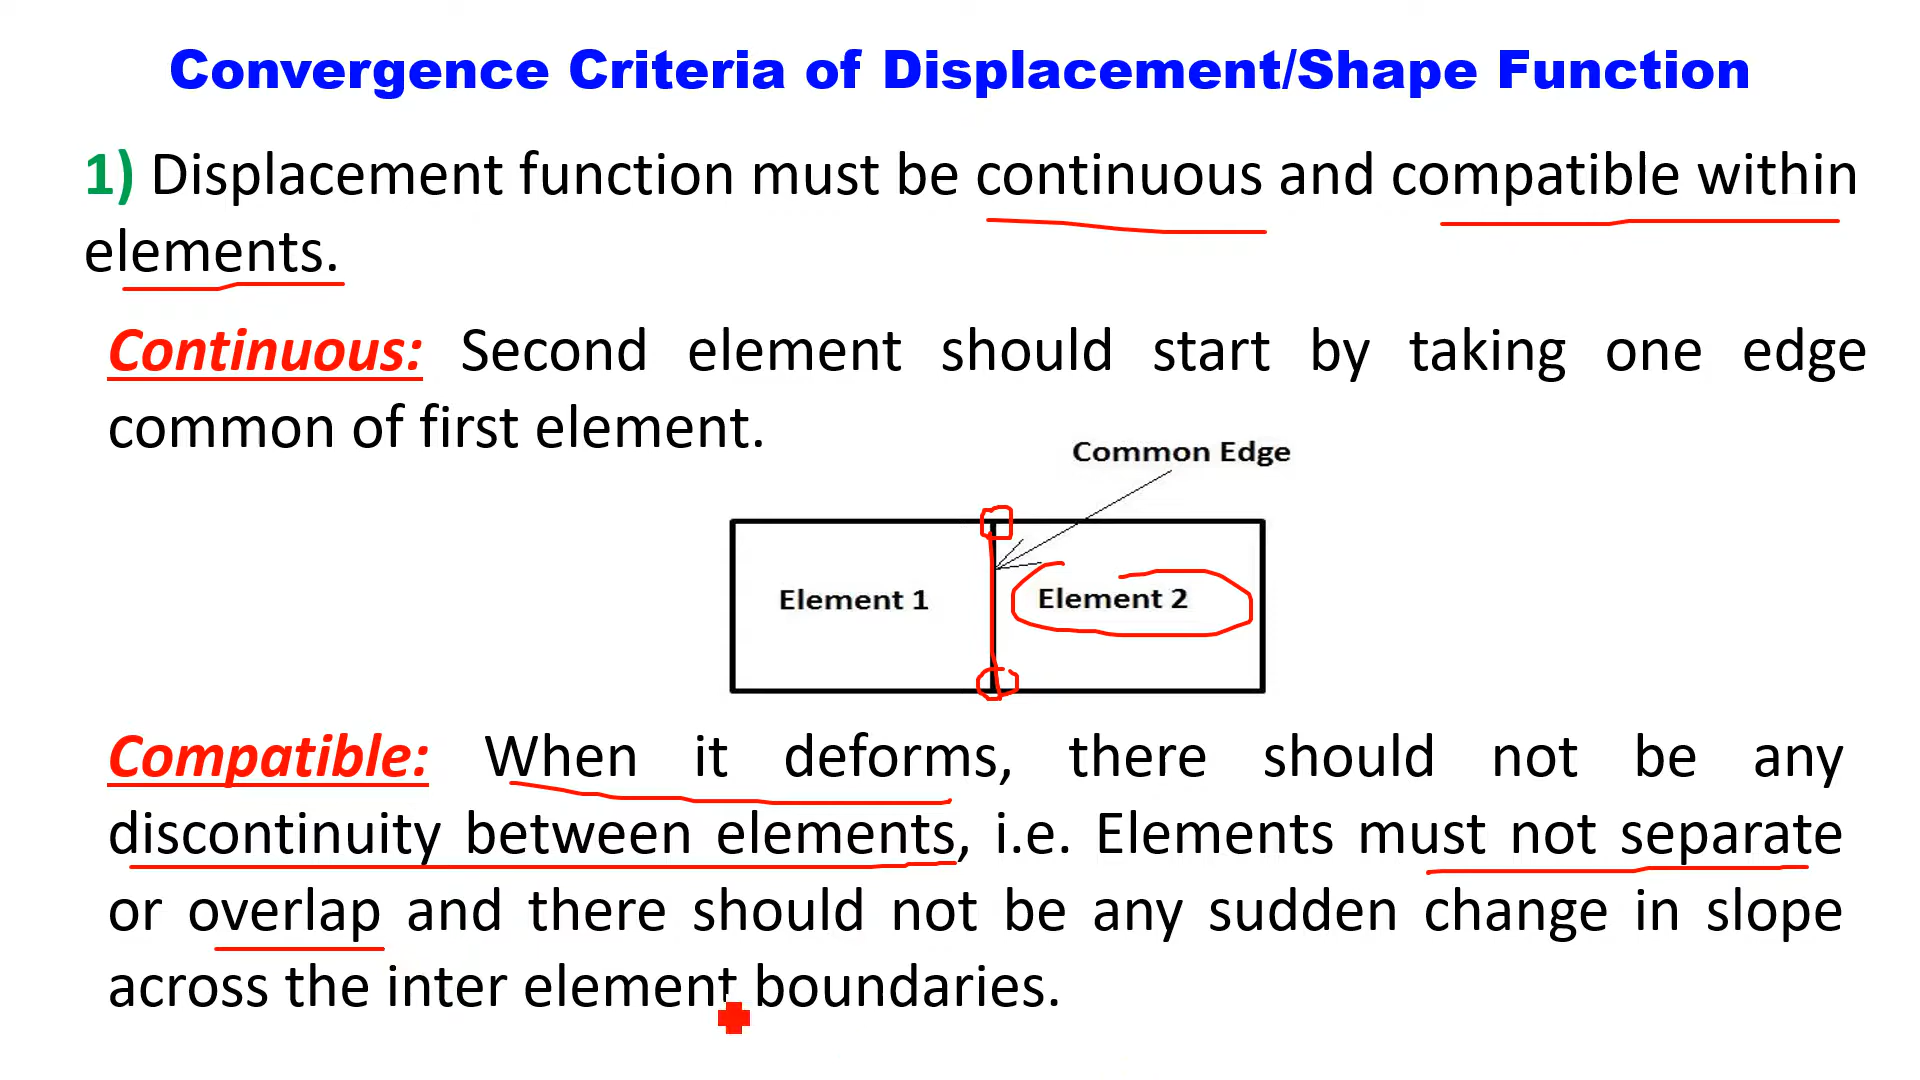 Convergence Criteria of Displacement/Shape Function
1) Displacement function must be continuous and compatible within
elements.
Continuous: Second element should start by taking one edge
common of first element.
Common Edge
Element 1
Element 2
Compatible: When it deforms, there should not be any
discontinuity between elements, i.e. Elements must not separate
or overlap and there should not be any sudden change in slope
across the inter element boundaries.